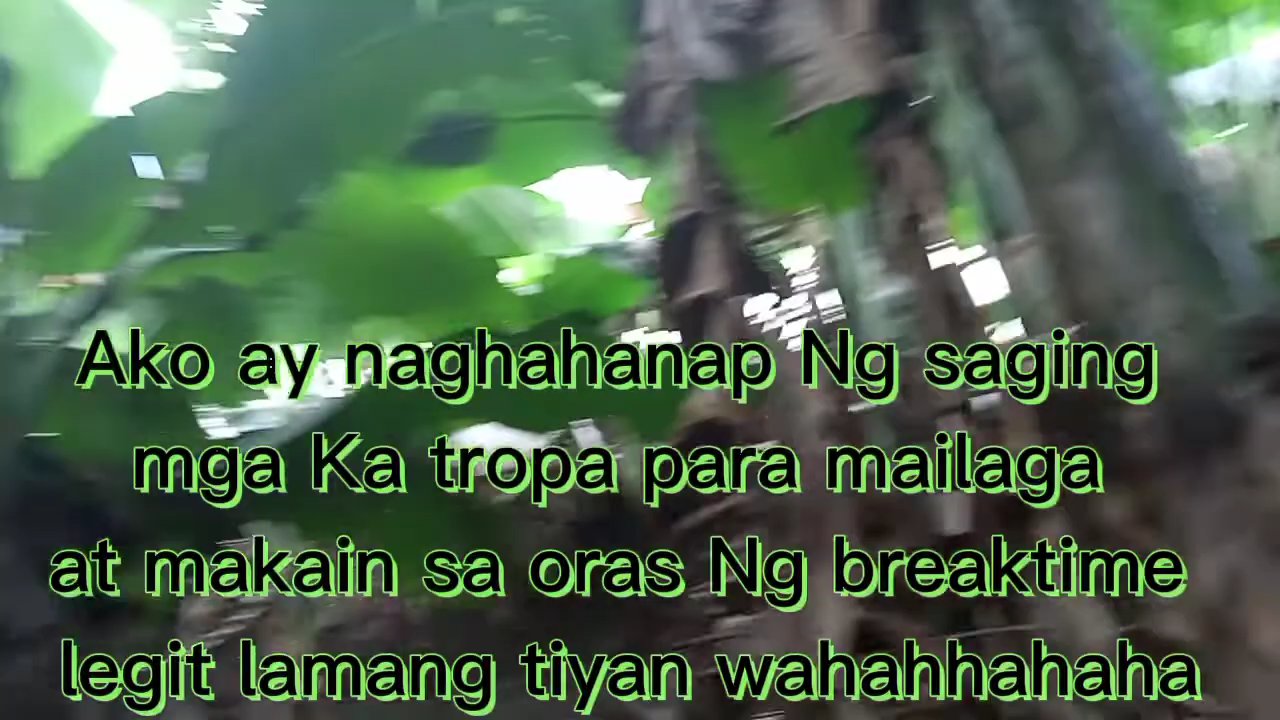 Ako ay naghahanap Ng saging
mga Ka tropa para mailaga
at makain sa oras Ng breaktime
legit lamang tiyan wahahhahaha